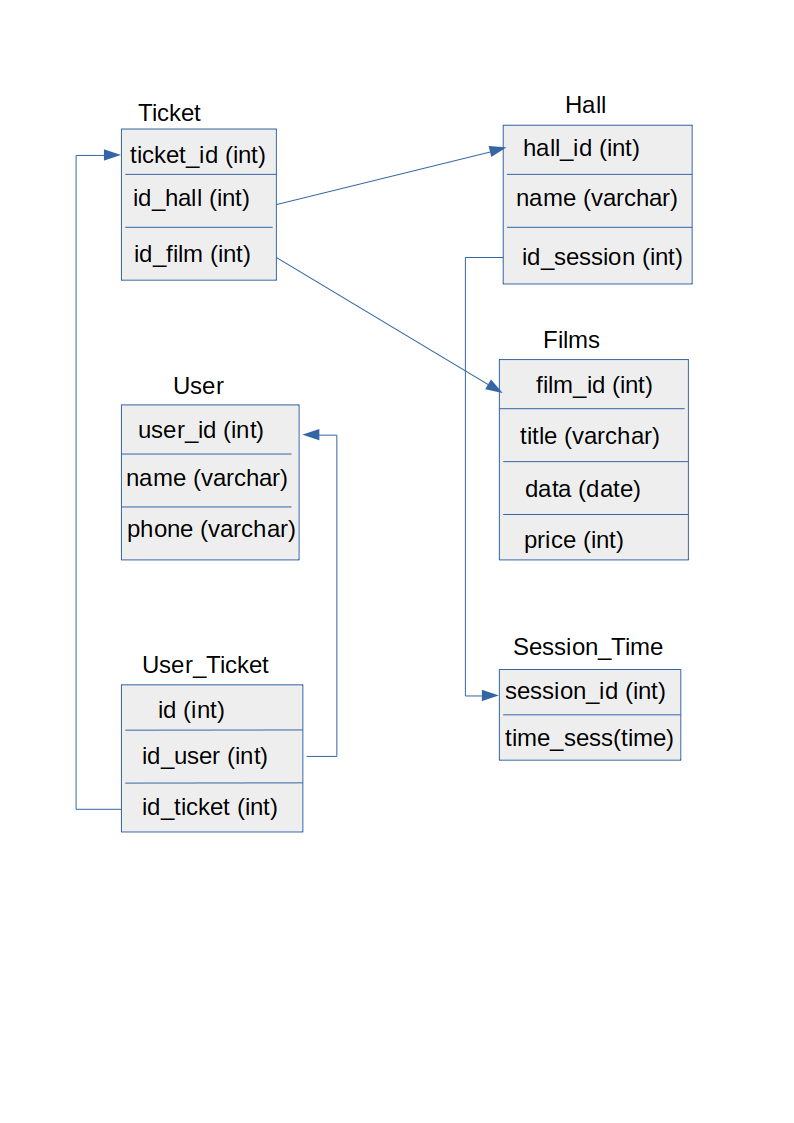 Ticket
ticket_id (int)
id_hall (int)
id_film (int)
Hall
hall_id (int)
name (varchar)
id_session (int)
Films
film_id (int)
title (varchar)
data (date)
price (int)
User
user_id (int)
name (varchar)
phone (varchar)
User_Ticket
id (int)
id_user (int)
id_ticket (int)
Session_Time
session_id (int)
time_sess(time)